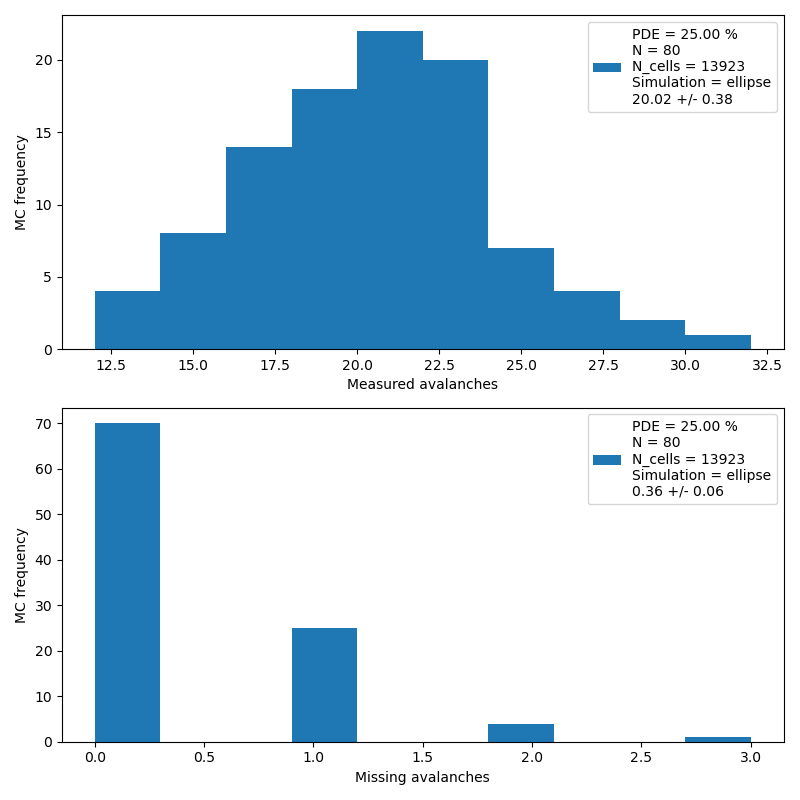 PDE = 25.00 %
N = 80
N_cells = 13923
Simulation = ellipse
20.02 +/- 0.38
MC frequency
20
15
10
5
0
12.5 15.0 17.5 20.0 22.5 25.0 27.5 30.0 32.5
Measured avalanches
PDE = 25.00 %
N = 80
N_cells = 13923
Simulation = ellipse
0.36 +/- 0.06
MC frequency
70
60
50
40
30
20
10
0
0.0 0.5 1.0 1.5 2.0 2.5 3.0
Missing avalanches